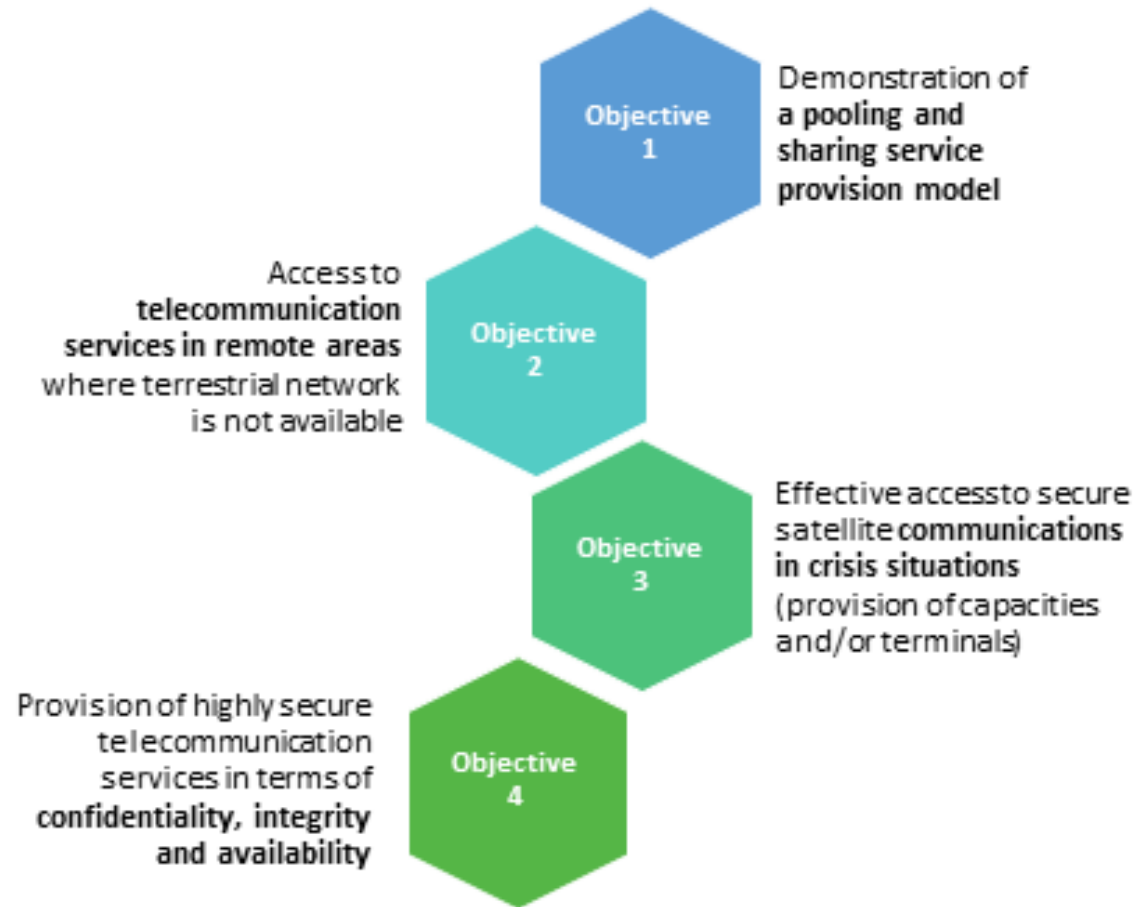 Objective
1
Demonstration of
a pooling and
sharing service
provision model
Access to
telecommunication
services in remote areas
where terrestrial network
is not available
Objective
2
Objective
3
Effective access to secure
satellite communications
in crisis situations
(provision of capacities
and/or terminals)
Provision of highly secure
telecommunication
services in terms of
confidentiality, integrity
and availability
Objective
4